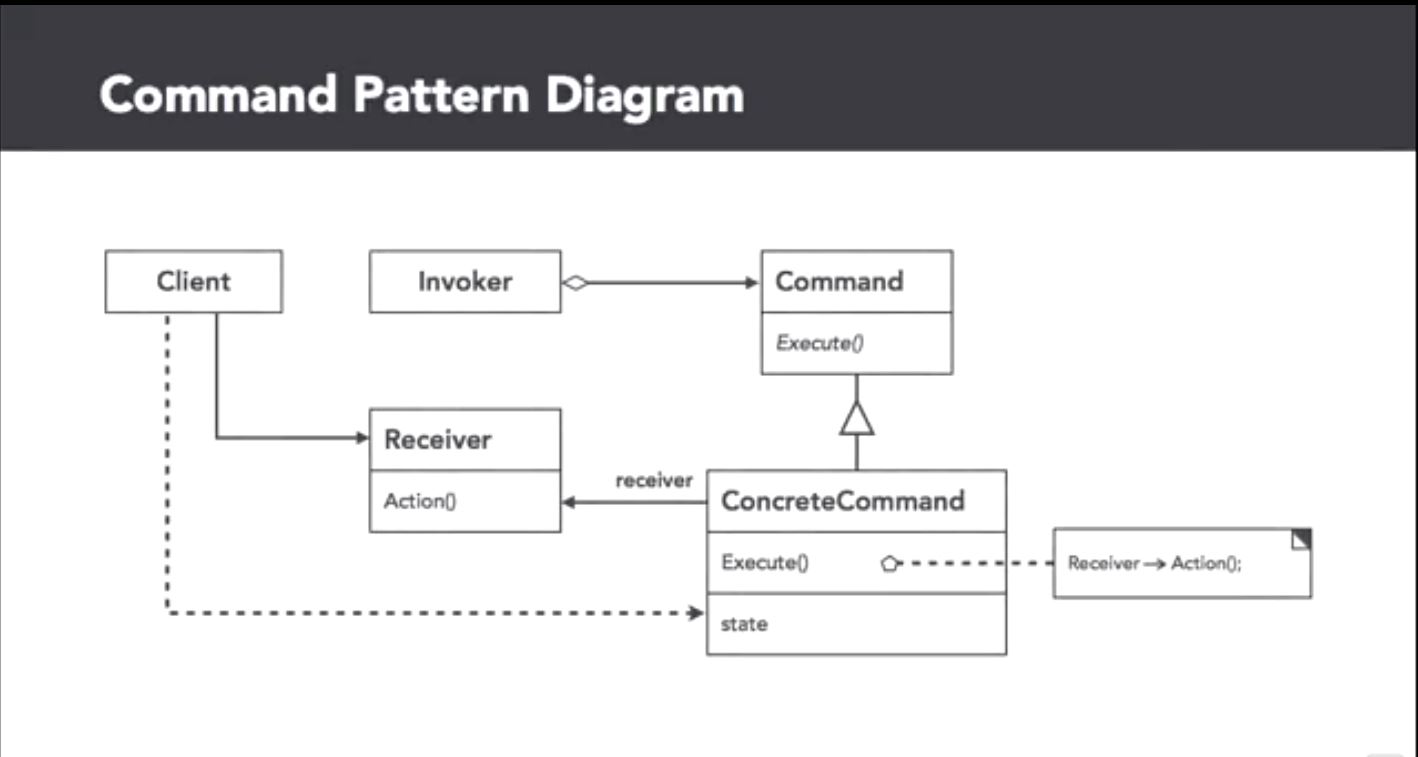 Command Pattern Diagram
Client
Invoker
Command
Execute()
Receiver
Action()
receiver
ConcreteCommand
Execute()
state
Receiver → Action();